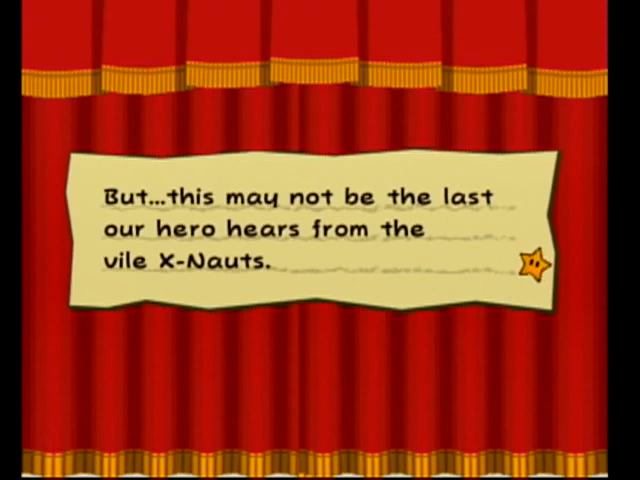 But...this may not be the last
our hero hears from the
vile X-Nauts.